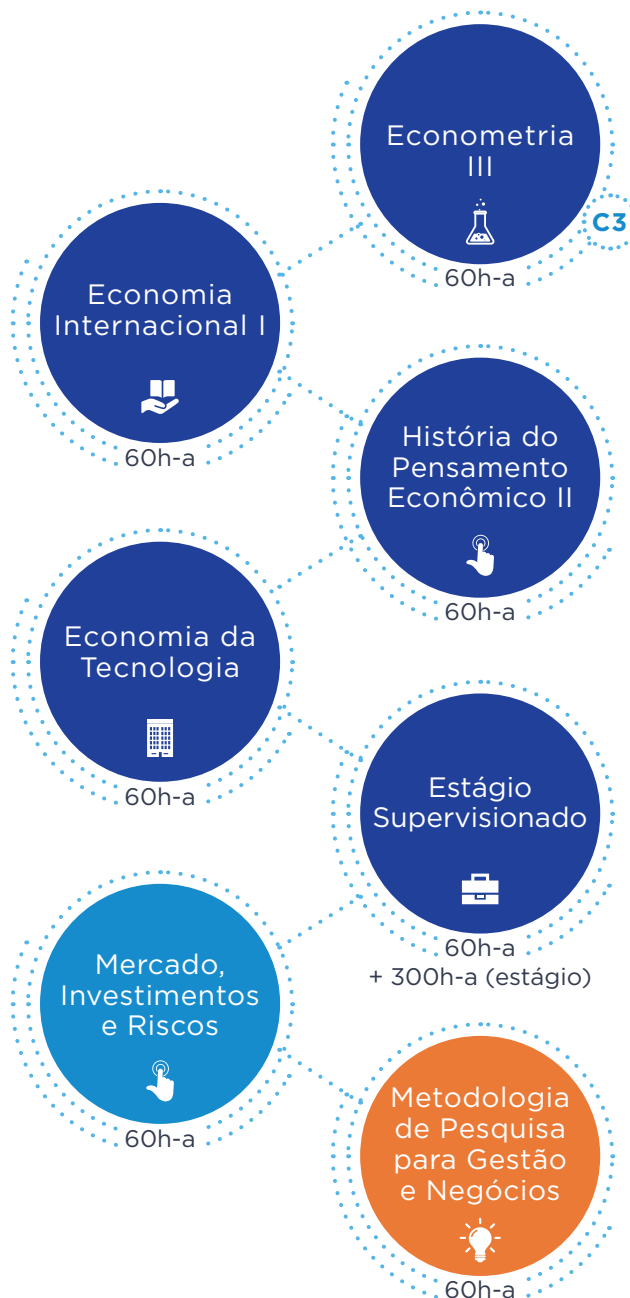 Econometria
III
C3
60h-a
Economia
Internacional I
60h-a
História do
Pensamento
Econômico II
60h-a
Economia da
Tecnologia
60h-a
Estágio
Supervisionado
60h-a
+ 300h-a (estágio)
Mercado,
Investimentos
e Riscos
60h-a
Metodologia
de Pesquisa
para Gestão
e Negócios
60h-a